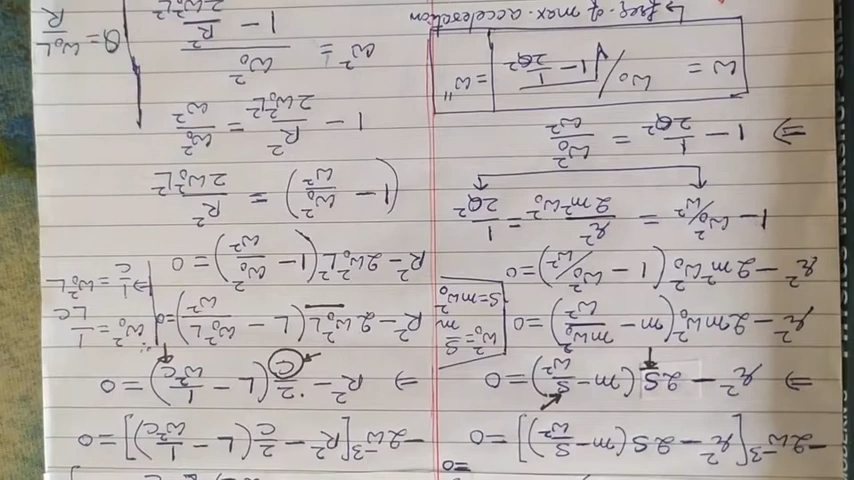 =0
-2ω⁻³[r² - 2S(m - S/ω²)] = 0
⇒ r² - 2S(m - S/ω²) = 0
r² - 2mω₀²(m - mω₀²/ω²) = 0
ω₀² = S/m
S = mω₀²
r² - 2m²ω₀²(1 - ω₀²/ω²) = 0
1 - ω₀²/ω² = r²/2m²ω₀² = 1/2Q²
⇒ 1 - 1/2Q² = ω₀²/ω²
ω = ω₀/√(1 - 1/2Q²) = ω"
↳ freq. of max. acceleration
-2ω⁻³[R² - 2/C(L - 1/ω²C)] = 0
⇒ R² - 2/C(L - 1/ω²C) = 0
R² - 2ω₀²L(L - ω₀²L/ω²) = 0
∵ ω₀² = 1/LC
⇒ 1/C = ω₀²L
R² - 2ω₀²L²(1 - ω₀²/ω²) = 0
(1 - ω₀²/ω²) = R²/2ω₀²L²
1 - R²/2ω₀²L² = ω₀²/ω²
ω² = ω₀²/1 - R²/2ω₀²L²
Q = ω₀L/R
MODERN'S